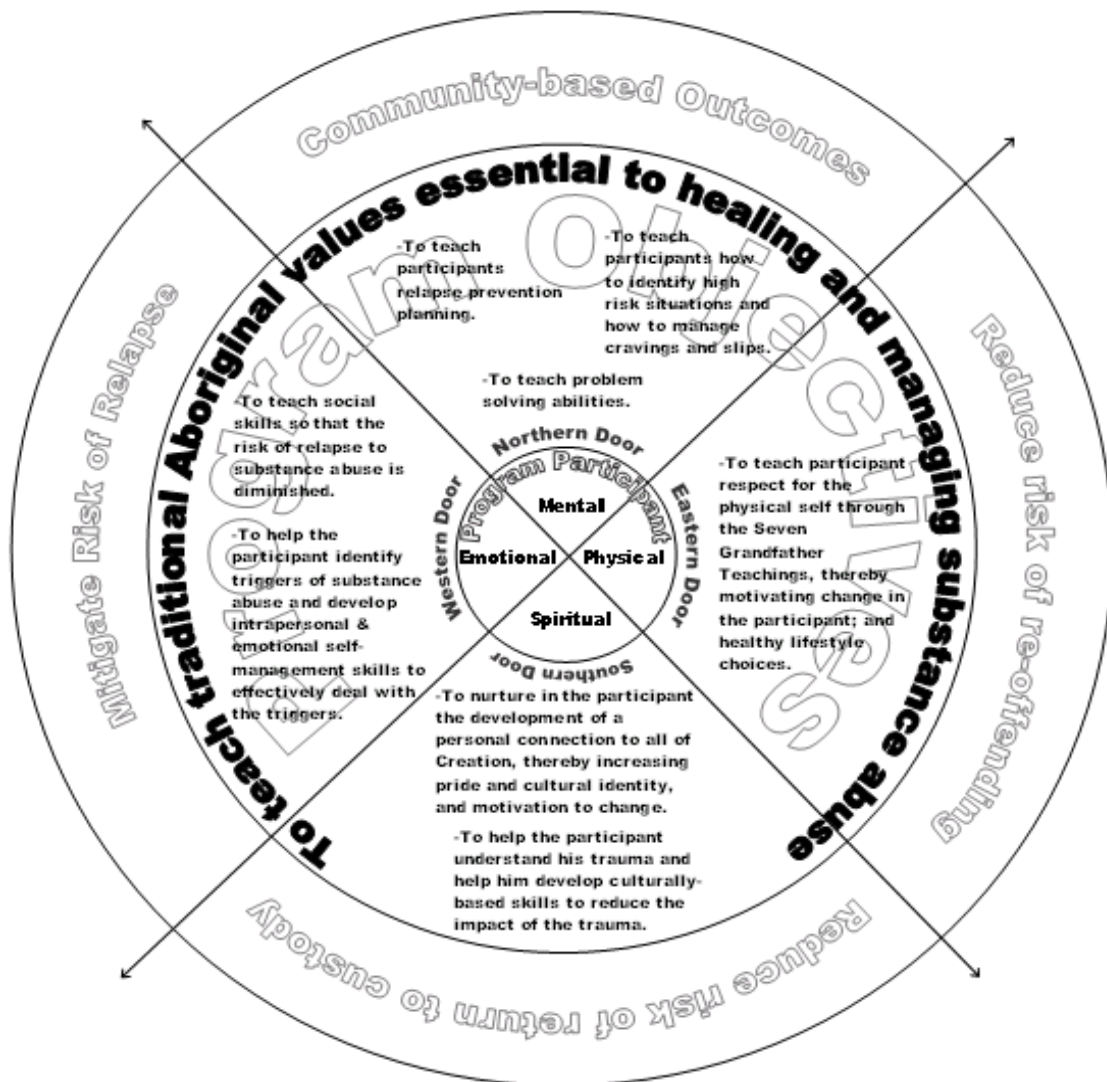 Community-based Outcomes
Mitigate Risk of Relapse
Reduce risk of re-offending
Reduce risk of return to custody
To teach traditional Aboriginal values essential to healing and managing substance abuse
Program Objectives
-To teach
participants
relapse prevention
planning.
-To teach
participants how
to identify high
risk situations and
how to manage
cravings and slips.
-To teach problem
solving abilities.
-To teach social
skills so that the
risk of relapse to
substance abuse is
diminished.
-To help the
participant identify
triggers of substance
abuse and develop
intrapersonal &
emotional self-
management skills to
effectively deal with
the triggers.
Northern Door
Western Door
Eastern Door
Southern Door
Program Participant
Mental
Emotional
Physical
Spiritual
-To teach participant
respect for the
physical self through
the Seven
Grandfather
Teachings, thereby
motivating change in
the participant; and
healthy lifestyle
choices.
-To nurture in the participant
the development of a
personal connection to all of
Creation, thereby increasing
pride and cultural identity,
and motivation to change.
-To help the participant
understand his trauma and
help him develop culturally-
based skills to reduce the
impact of the trauma.